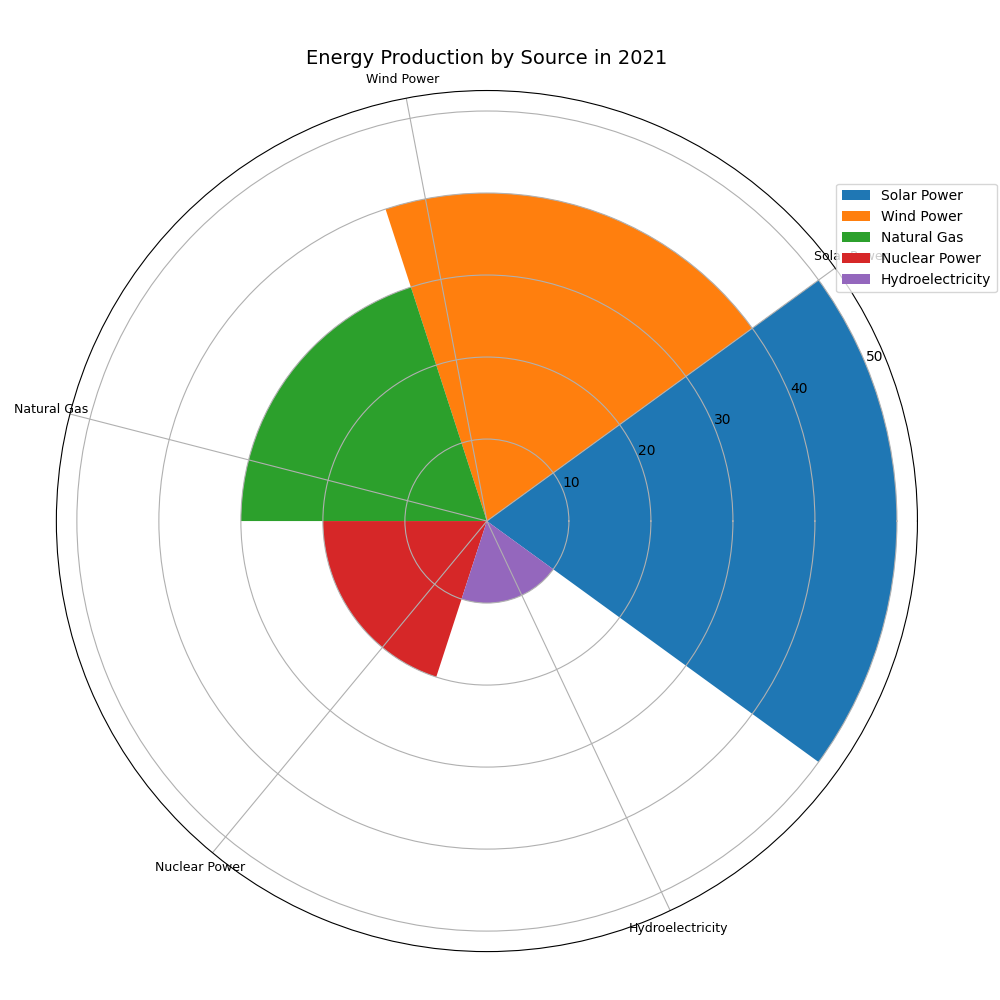 Energy Production by Source in 2021
Wind Power
Solar Power
Wind Power
Natural Gas
Nuclear Power
Hydroelectricity
Solar Power
50
40
30
20
10
Natural Gas
Nuclear Power
Hydroelectricity